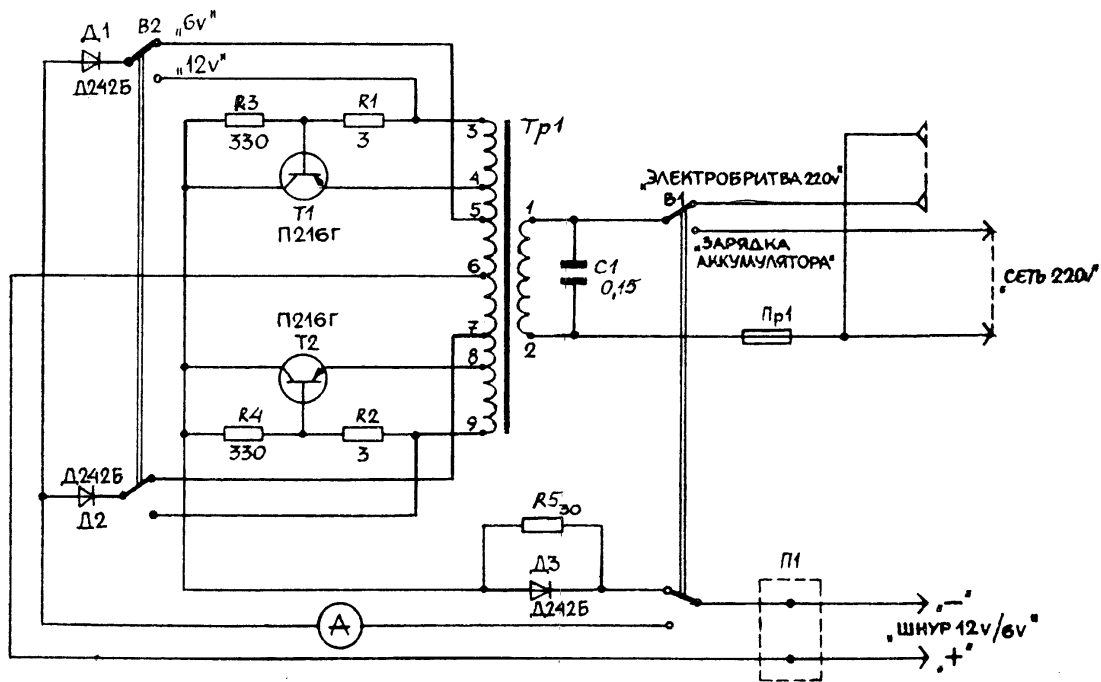 Д1
Д242Б
В2
„6v"
„12v"
R3
330
R1
3
Т1
П216Г
3
4
5
6
7
8
9
Тр1
1
2
С1
0,15
„ЭЛЕКТРОБРИТВА 220v"
В1
„ЗАРЯДКА
АККУМУЛЯТОРА"
Пр1
„СЕТЬ 220v"
П216Г
Т2
R4
330
R2
3
Д242Б
Д2
R5
30
Д3
Д242Б
А
П1
„—"
„ШНУР 12v/6v"
„+"